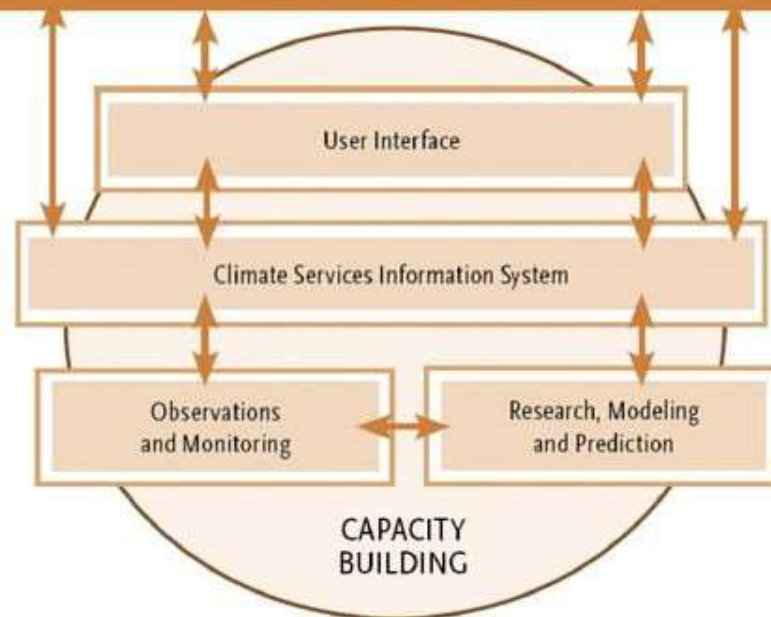 User Interface
Climate Services Information System
Observations
and Monitoring
Research, Modeling
and Prediction
CAPACITY
BUILDING